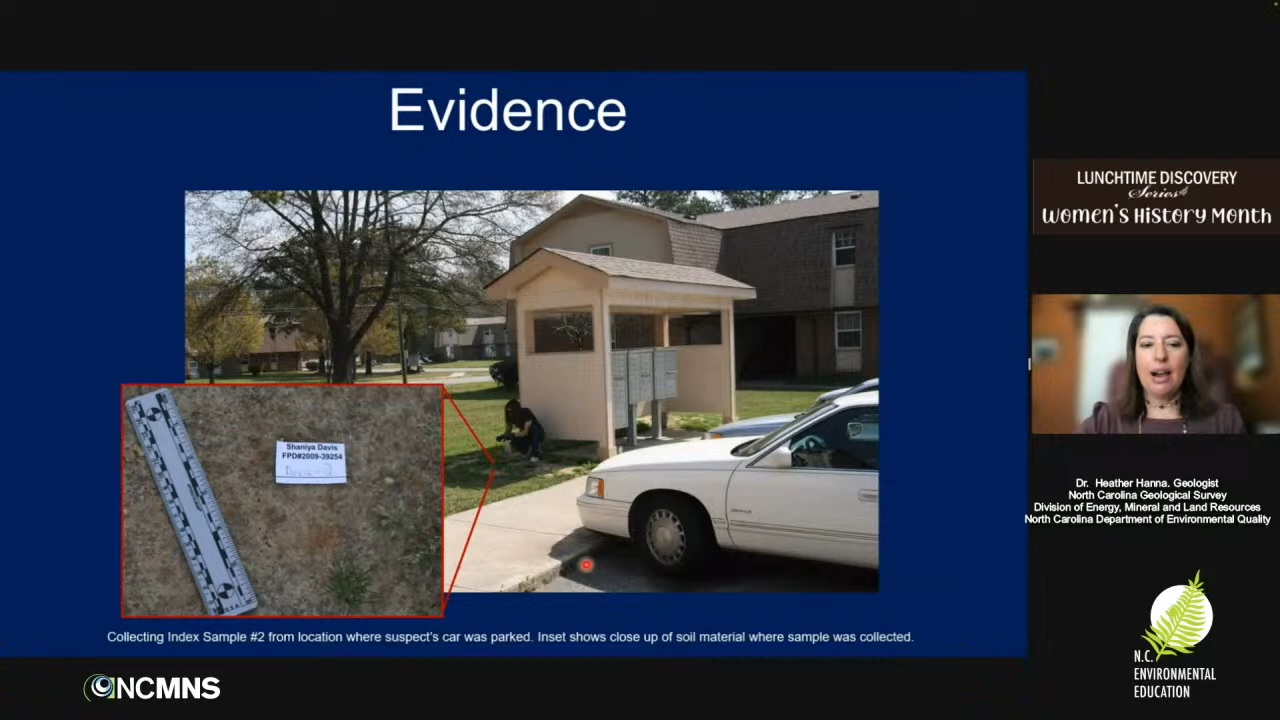 Evidence
Shaniya Davis
FPD#2009-39254
Davis-2
U.S.A.
Collecting Index Sample #2 from location where suspect's car was parked. Inset shows close up of soil material where sample was collected.
LUNCHTIME DISCOVERY
Series
Women's History Month
Dr. Heather Hanna. Geologist
North Carolina Geological Survey
Division of Energy, Mineral and Land Resources
North Carolina Department of Environmental Quality
NCMNS
N.C.
ENVIRONMENTAL
EDUCATION